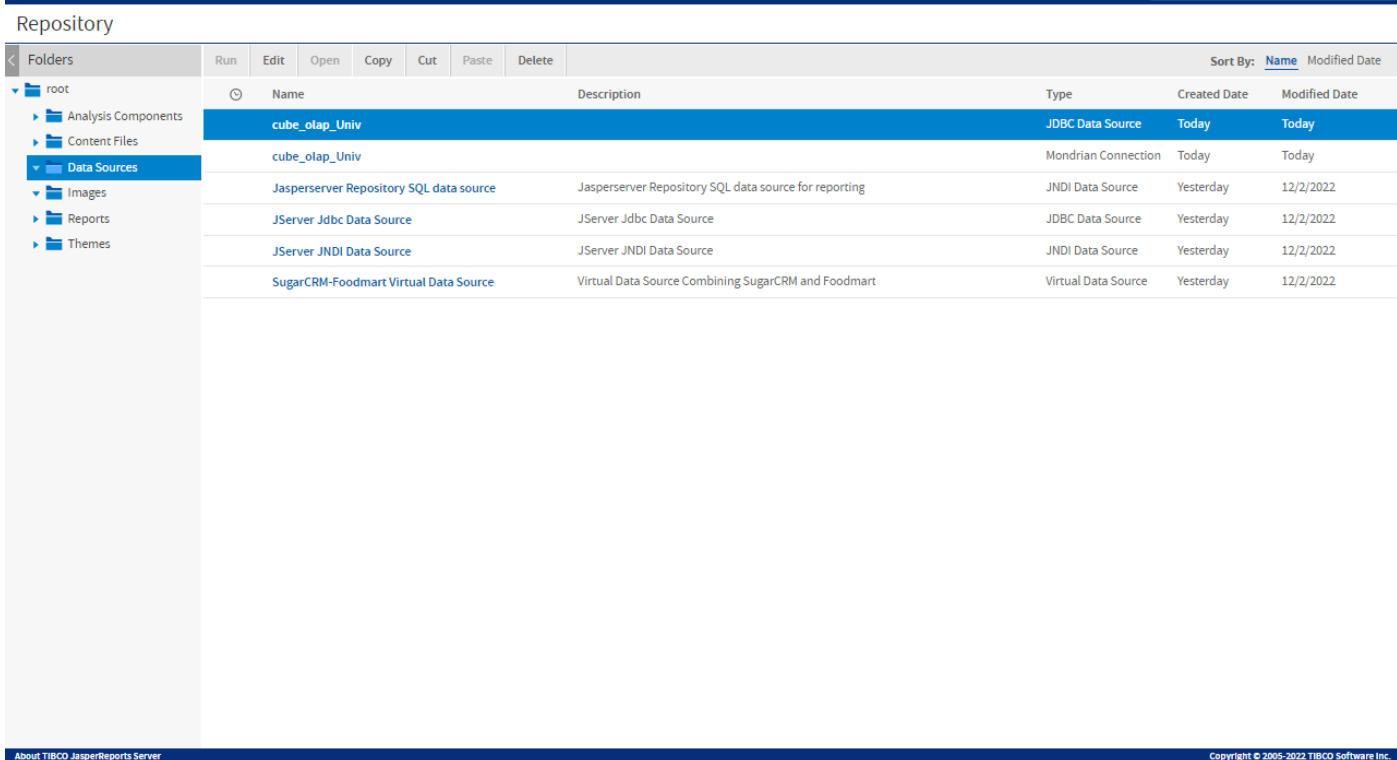 Repository
Folders
Run Edit Open Copy Cut Paste Delete Sort By: Name Modified Date
root
Analysis Components
Content Files
Data Sources
Images
Reports
Themes
Name Description Type Created Date Modified Date
cube_olap_Univ JDBC Data Source Today Today
cube_olap_Univ Mondrian Connection Today Today
Jasperserver Repository SQL data source Jasperserver Repository SQL data source for reporting JNDI Data Source Yesterday 12/2/2022
JServer Jdbc Data Source JServer Jdbc Data Source JDBC Data Source Yesterday 12/2/2022
JServer JNDI Data Source JServer JNDI Data Source JNDI Data Source Yesterday 12/2/2022
SugarCRM-Foodmart Virtual Data Source Virtual Data Source Combining SugarCRM and Foodmart Virtual Data Source Yesterday 12/2/2022
About TIBCO JasperReports Server Copyright © 2005-2022 TIBCO Software Inc.